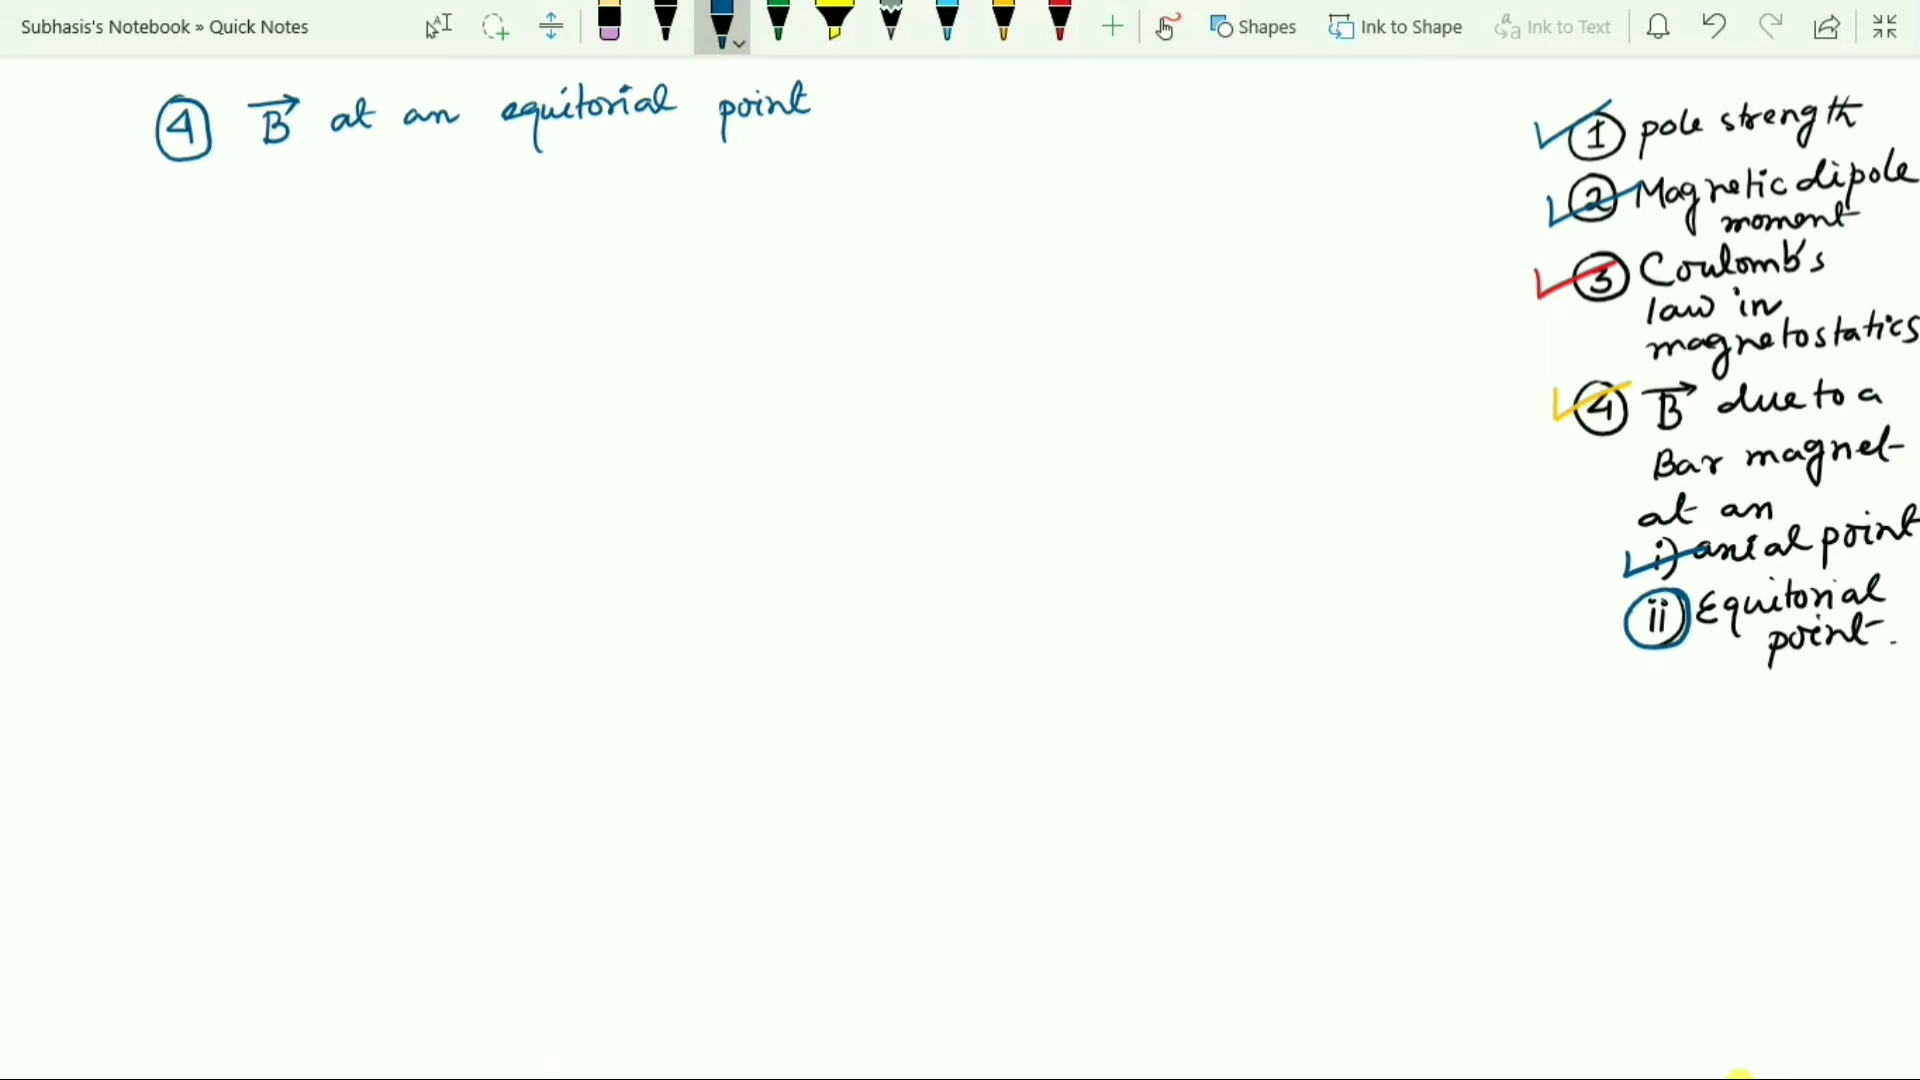 Subhasis's Notebook » Quick Notes
Shapes
Ink to Shape
Ink to Text
④ B⃗ at an equitorial point
① pole strength
② Magnetic dipole
moment
③ Coulomb's
law in
magnetostatics
④ B⃗ due to a
Bar magnet
at an
i) axial point
ii) Equitorial
point.